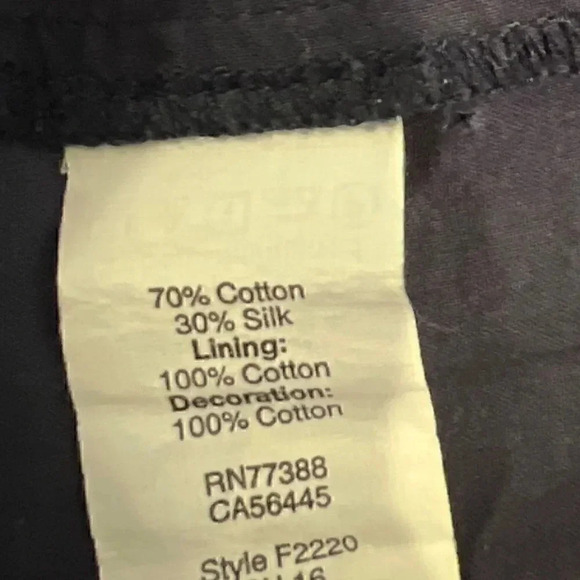 70% Cotton
30% Silk
Lining:
100% Cotton
Decoration:
100% Cotton
RN77388
CA56445
Style F2220